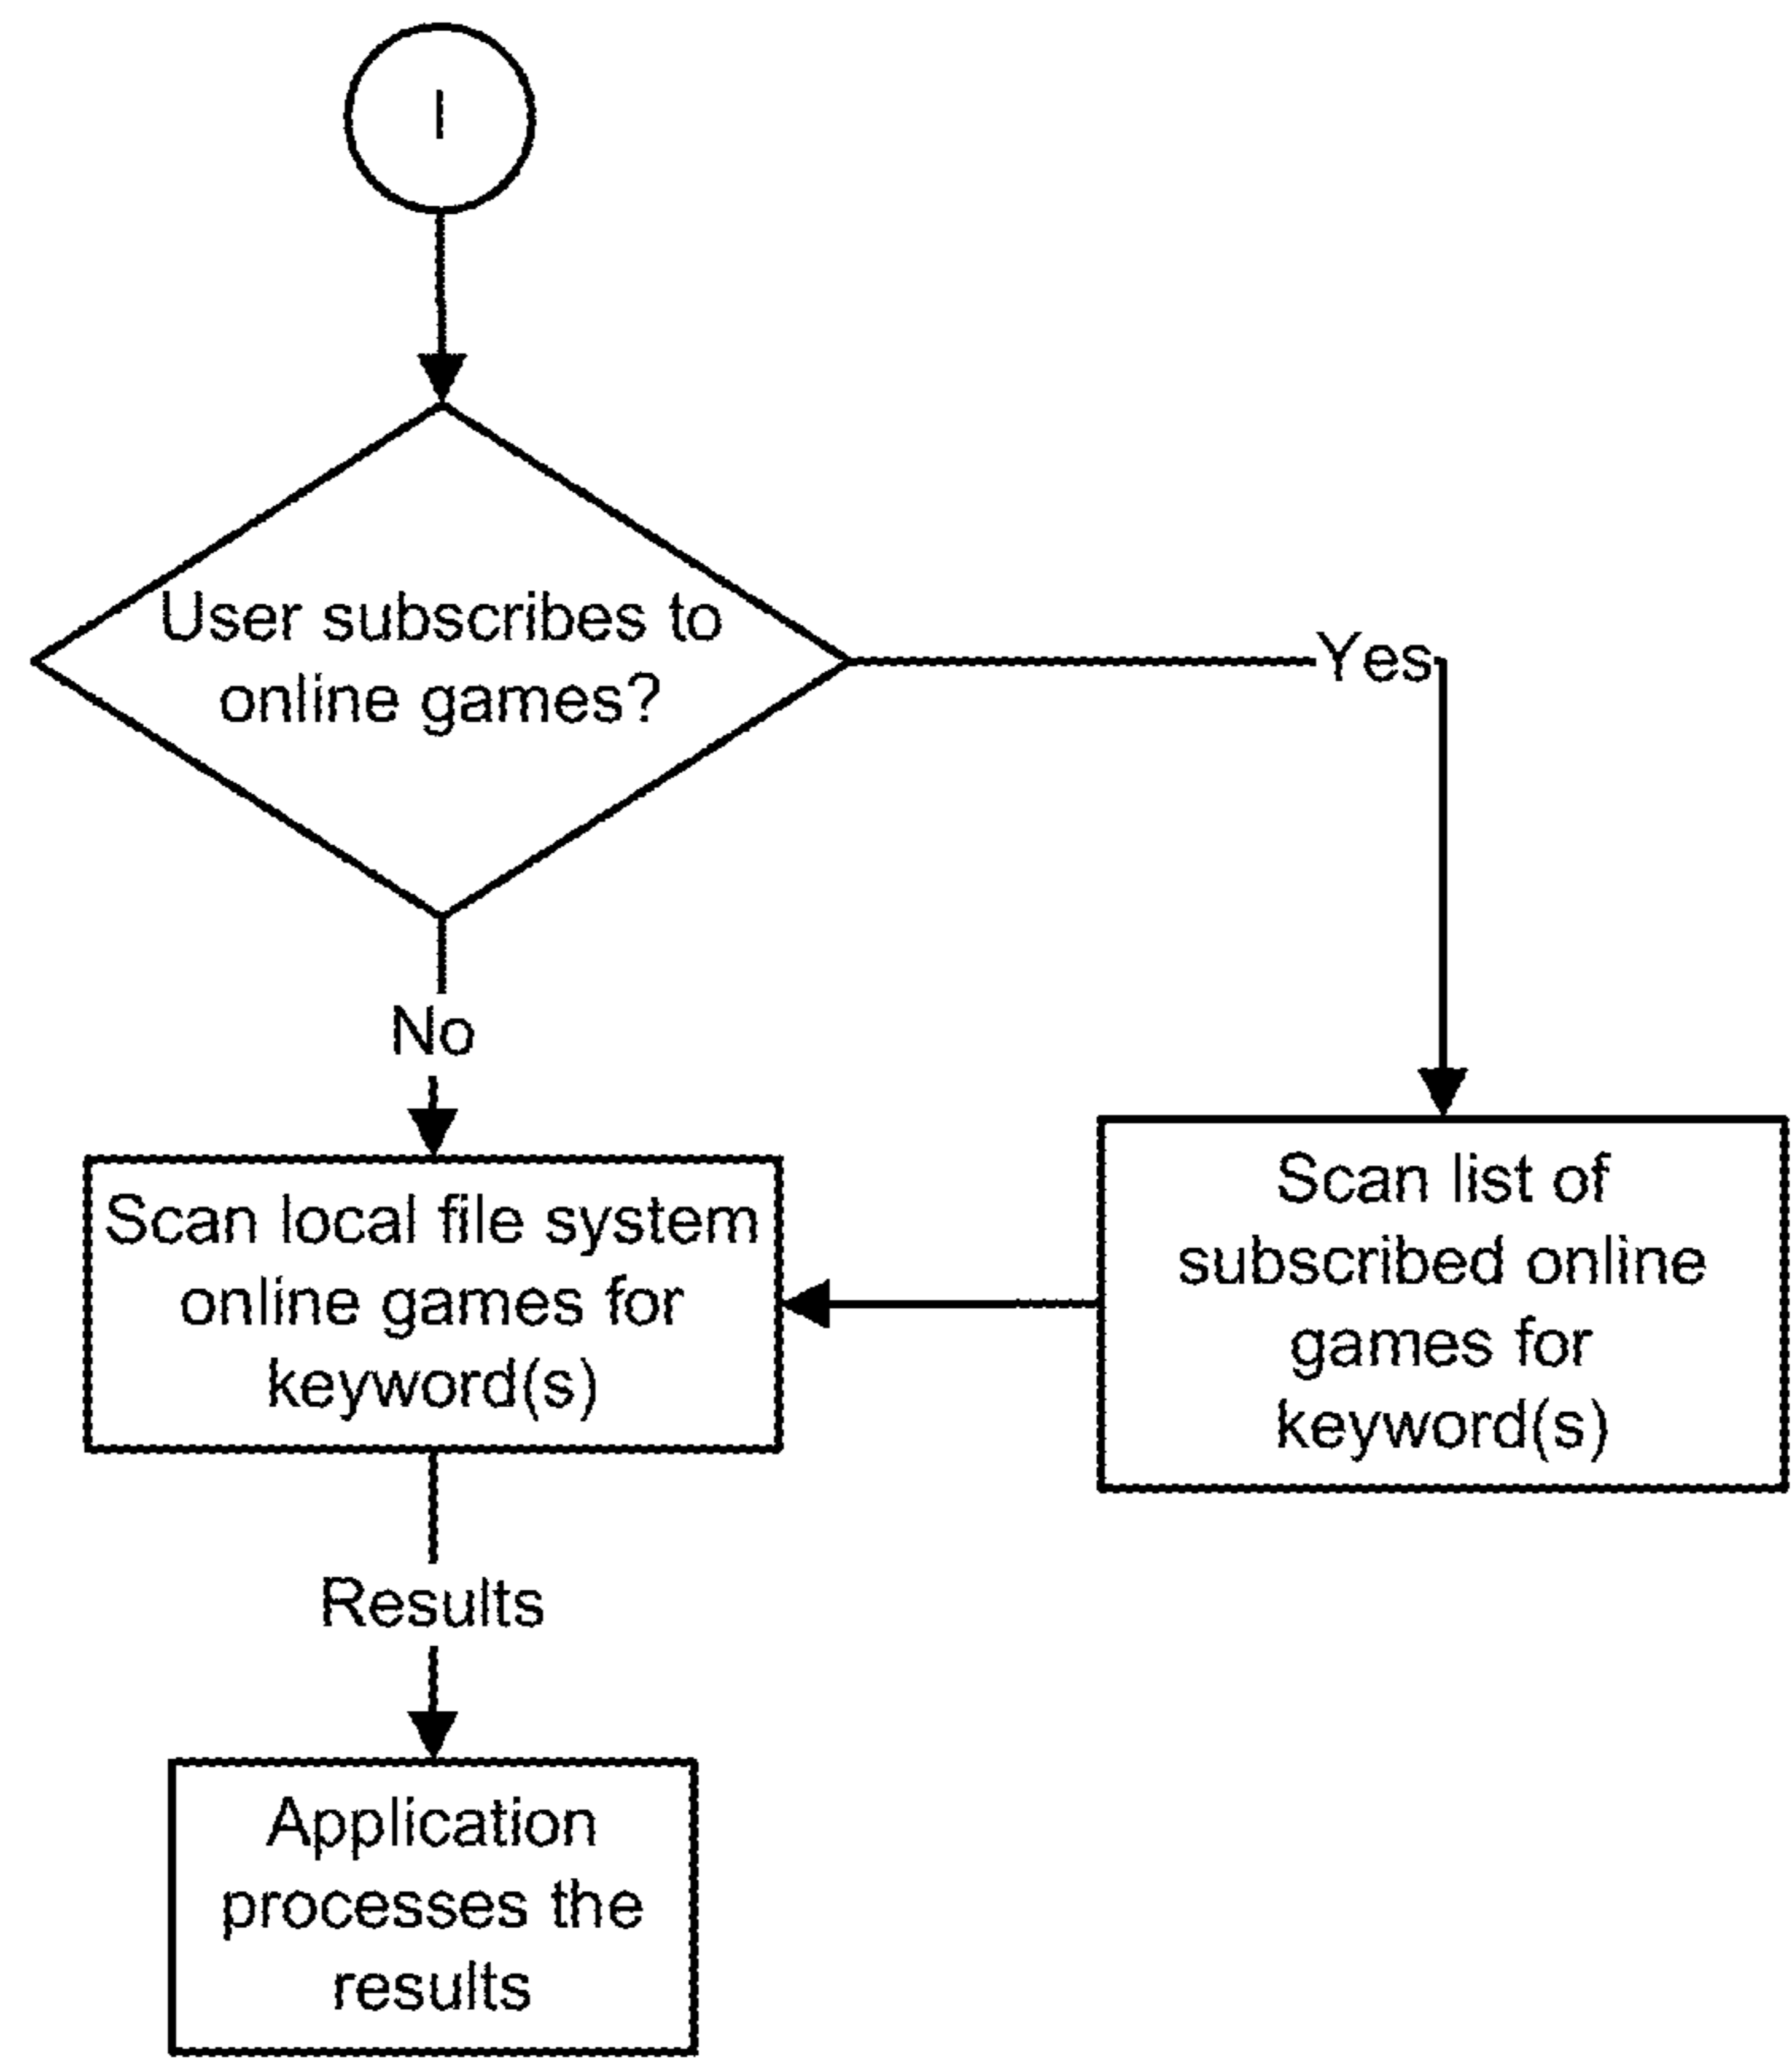 I
User subscribes to
online games?
Yes
No
Scan local file system
online games for
keyword(s)
Scan list of
subscribed online
games for
keyword(s)
Results
Application
processes the
results